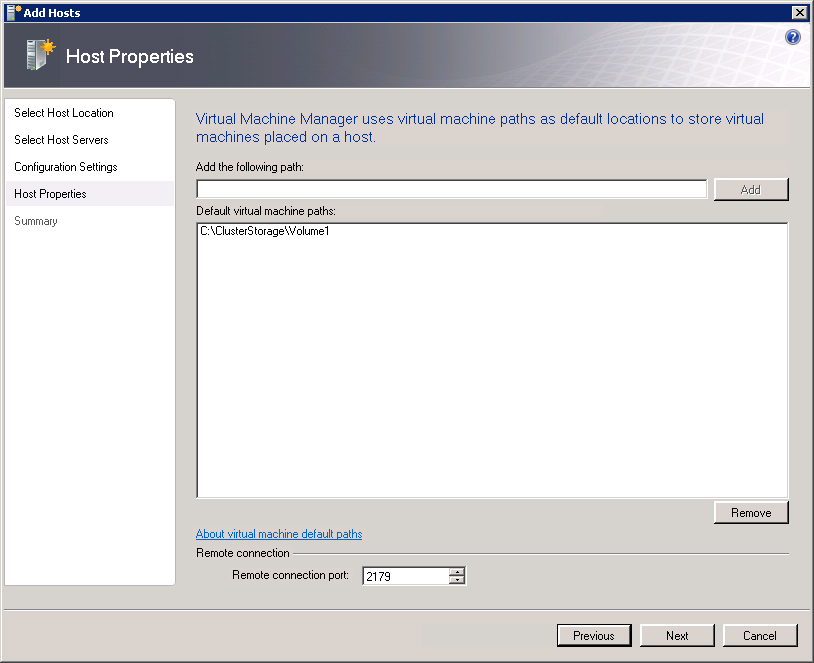 Add Hosts
Host Properties
?
Select Host Location
Select Host Servers
Configuration Settings
Host Properties
Summary
Virtual Machine Manager uses virtual machine paths as default locations to store virtual
machines placed on a host.
Add the following path:
Add
Default virtual machine paths:
C:\ClusterStorage\Volume1
Remove
About virtual machine default paths
Remote connection
Remote connection port: 2179
Previous Next Cancel